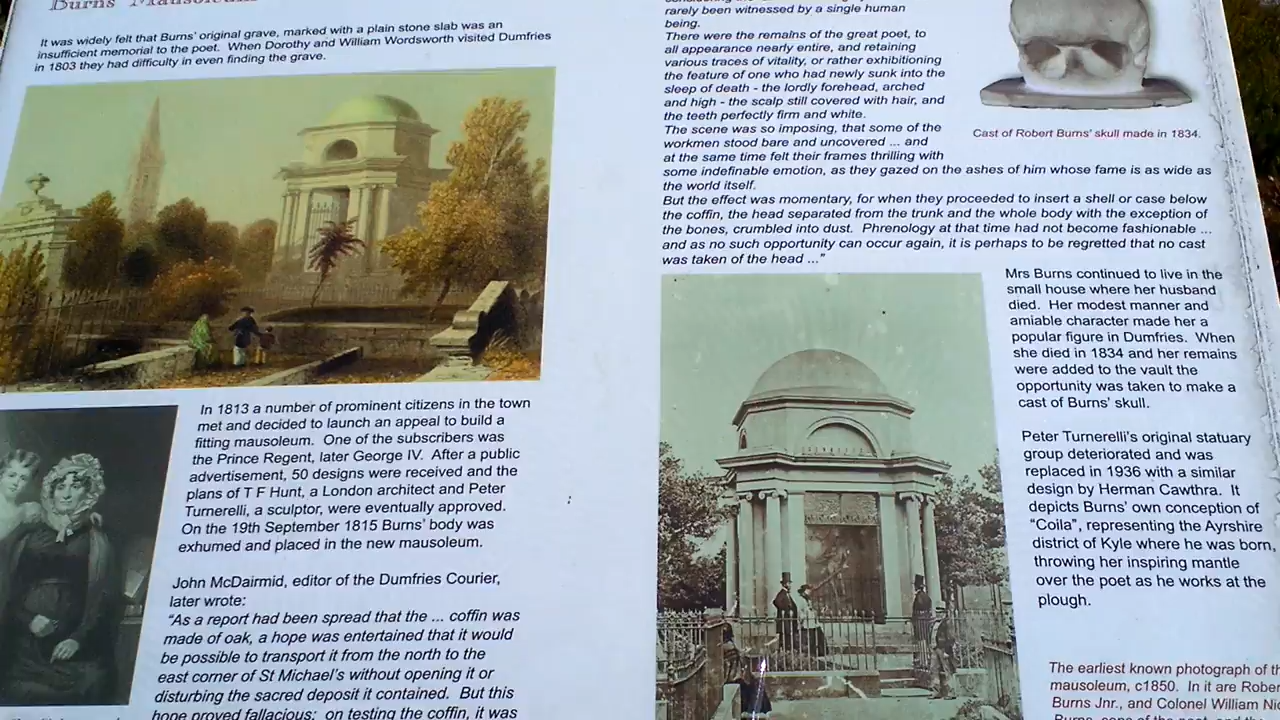 Burns' Mausoleum
It was widely felt that Burns' original grave, marked with a plain stone slab was an
insufficient memorial to the poet. When Dorothy and William Wordsworth visited Dumfries
in 1803 they had difficulty in even finding the grave.
In 1813 a number of prominent citizens in the town
met and decided to launch an appeal to build a
fitting mausoleum. One of the subscribers was
the Prince Regent, later George IV. After a public
advertisement, 50 designs were received and the
plans of T F Hunt, a London architect and Peter
Turnerelli, a sculptor, were eventually approved.
On the 19th September 1815 Burns' body was
exhumed and placed in the new mausoleum.
John McDairmid, editor of the Dumfries Courier,
later wrote:
"As a report had been spread that the ... coffin was
made of oak, a hope was entertained that it would
be possible to transport it from the north to the
east corner of St Michael's without opening it or
disturbing the sacred deposit it contained. But this
hope proved fallacious: on testing the coffin, it was
rarely been witnessed by a single human
being.
There were the remains of the great poet, to
all appearance nearly entire, and retaining
various traces of vitality, or rather exhibitioning
the feature of one who had newly sunk into the
sleep of death - the lordly forehead, arched
and high - the scalp still covered with hair, and
the teeth perfectly firm and white.
The scene was so imposing, that some of the
workmen stood bare and uncovered ... and
at the same time felt their frames thrilling with
some indefinable emotion, as they gazed on the ashes of him whose fame is as wide as
the world itself.
But the effect was momentary, for when they proceeded to insert a shell or case below
the coffin, the head separated from the trunk and the whole body with the exception of
the bones, crumbled into dust. Phrenology at that time had not become fashionable ...
and as no such opportunity can occur again, it is perhaps to be regretted that no cast
was taken of the head ..."
Cast of Robert Burns' skull made in 1834.
Mrs Burns continued to live in the
small house where her husband
died. Her modest manner and
amiable character made her a
popular figure in Dumfries. When
she died in 1834 and her remains
were added to the vault the
opportunity was taken to make a
cast of Burns' skull.
Peter Turnerelli's original statuary
group deteriorated and was
replaced in 1936 with a similar
design by Herman Cawthra. It
depicts Burns' own conception of
"Coila", representing the Ayrshire
district of Kyle where he was born,
throwing her inspiring mantle
over the poet as he works at the
plough.
The earliest known photograph of th
mausoleum, c1850. In it are Rober
Burns Jnr., and Colonel William Ni